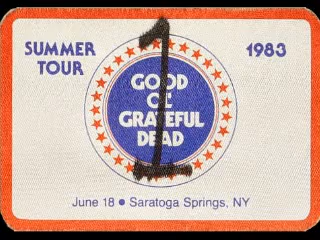 SUMMER
TOUR
1983
1
GOOD
OL'
GRATEFUL
DEAD
June 18 • Saratoga Springs, NY